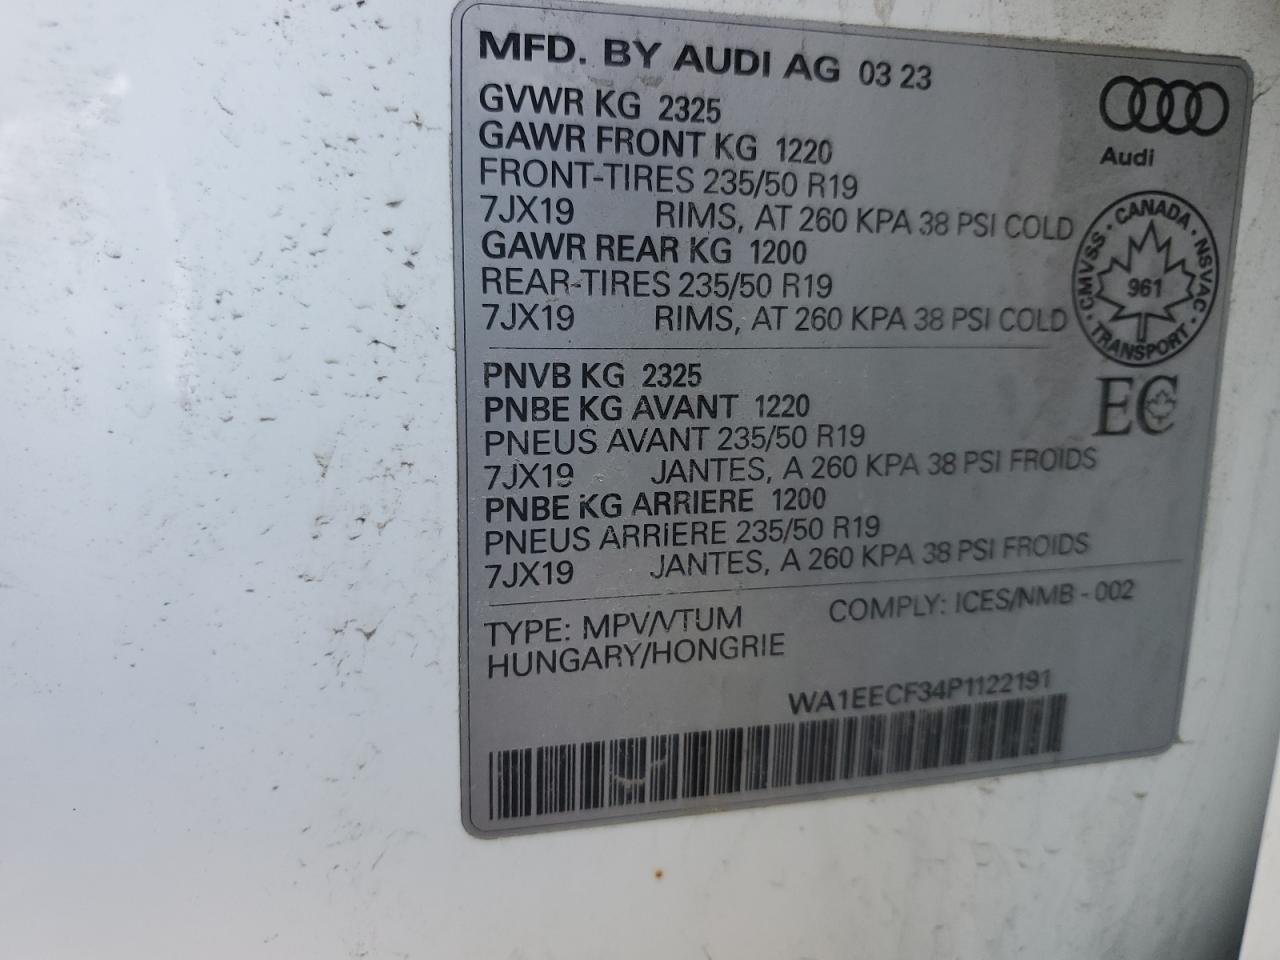 MFD. BY AUDI AG 03 23
GVWR KG 2325
GAWR FRONT KG 1220
FRONT-TIRES 235/50 R19
7JX19 RIMS, AT 260 KPA 38 PSI COLD
GAWR REAR KG 1200
REAR-TIRES 235/50 R19
7JX19 RIMS, AT 260 KPA 38 PSI COLD
Audi
CANADA · NSVAC · TRANSPORT · CMVSS ·
961
EC
PNVB KG 2325
PNBE KG AVANT 1220
PNEUS AVANT 235/50 R19
7JX19 JANTES, A 260 KPA 38 PSI FROIDS
PNBE KG ARRIERE 1200
PNEUS ARRIERE 235/50 R19
7JX19 JANTES, A 260 KPA 38 PSI FROIDS
TYPE: MPV/VTUM COMPLY: ICES/NMB - 002
HUNGARY/HONGRIE
WA1EECF34P1122191